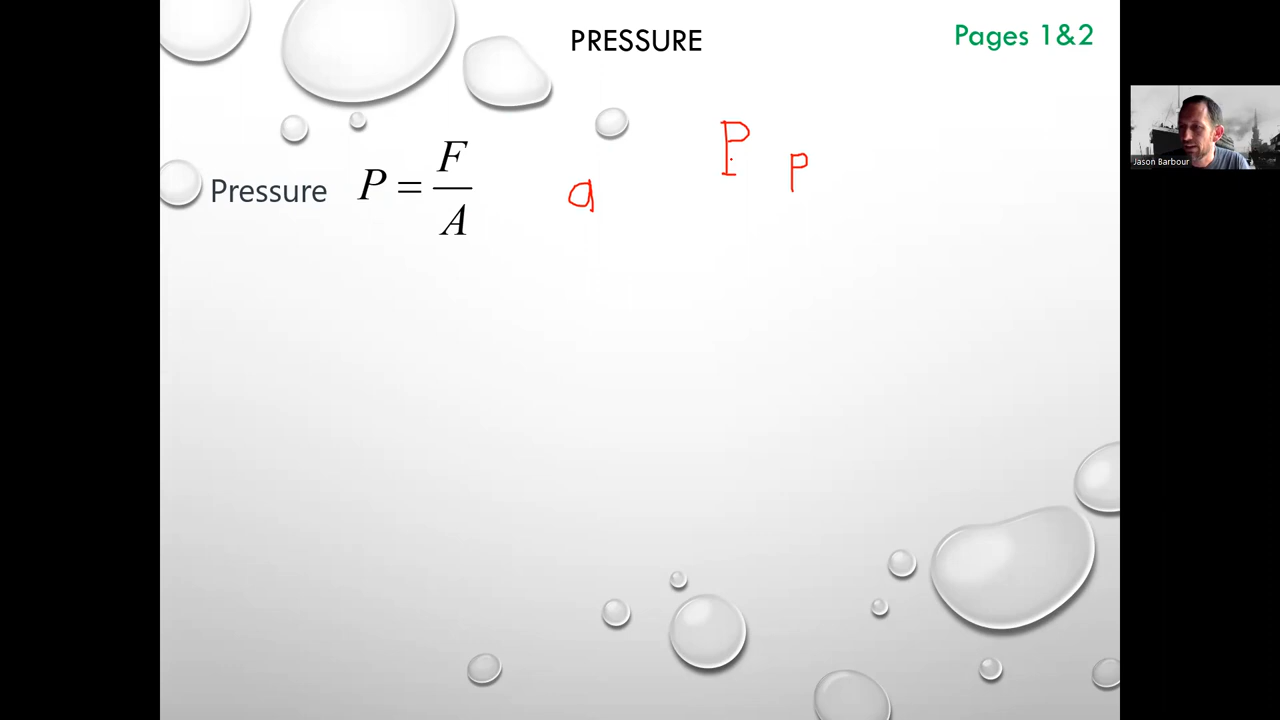 PRESSURE
Pages 1&2
Pressure P = F/A
a
P p
Jason Barbour